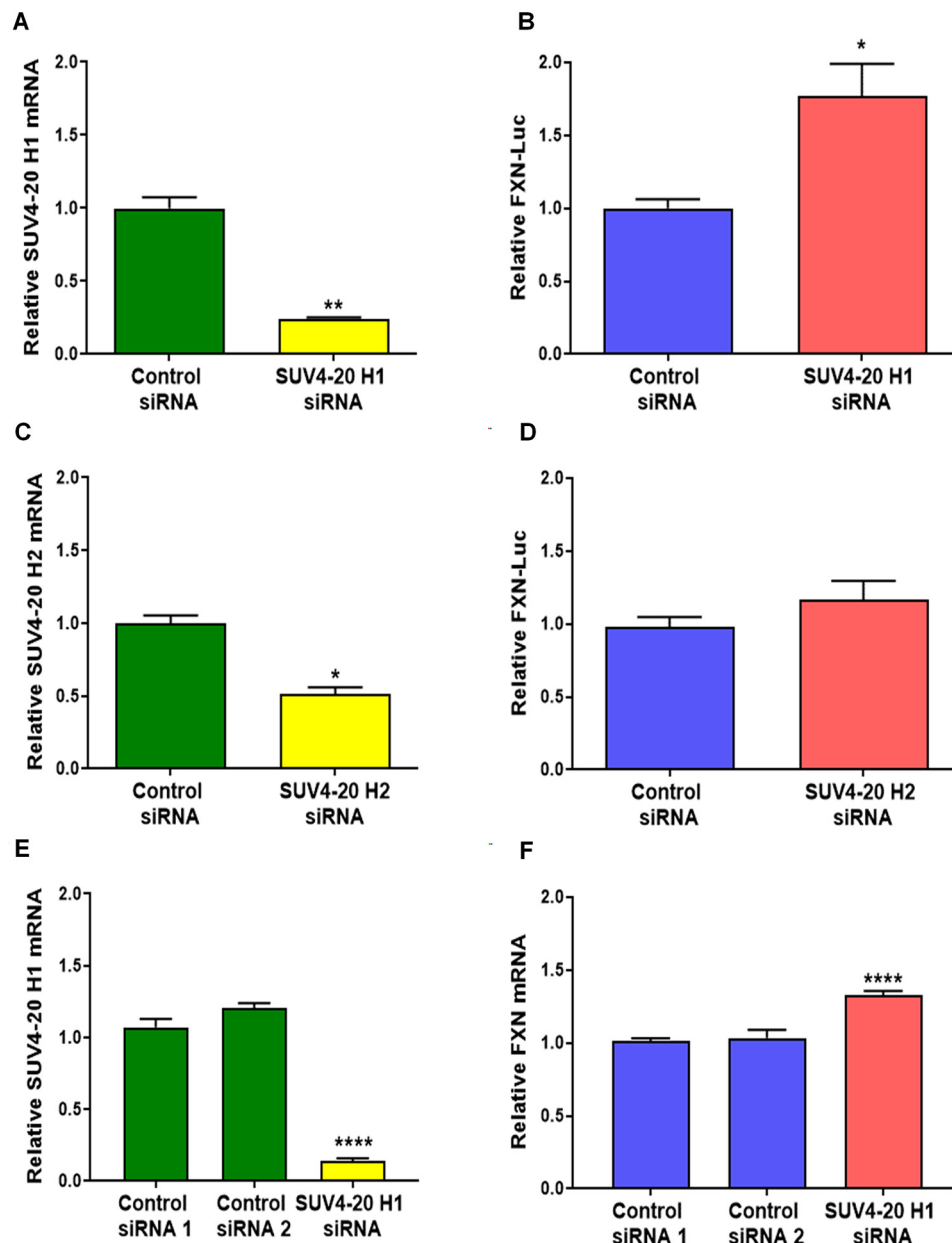 A
Relative SUV4-20 H1 mRNA
2.0
1.5
1.0
0.5
0.0
**
Control
siRNA
SUV4-20 H1
siRNA
B
Relative FXN-Luc
2.0
1.5
1.0
0.5
0.0
*
Control
siRNA
SUV4-20 H1
siRNA
C
Relative SUV4-20 H2 mRNA
2.0
1.5
1.0
0.5
0.0
*
Control
siRNA
SUV4-20 H2
siRNA
D
Relative FXN-Luc
2.0
1.5
1.0
0.5
0.0
Control
siRNA
SUV4-20 H2
siRNA
E
Relative SUV4-20 H1 mRNA
2.0
1.5
1.0
0.5
0.0
****
Control
siRNA 1
Control
siRNA 2
SUV4-20 H1
siRNA
F
Relative FXN mRNA
2.0
1.5
1.0
0.5
0.0
****
Control
siRNA 1
Control
siRNA 2
SUV4-20 H1
siRNA